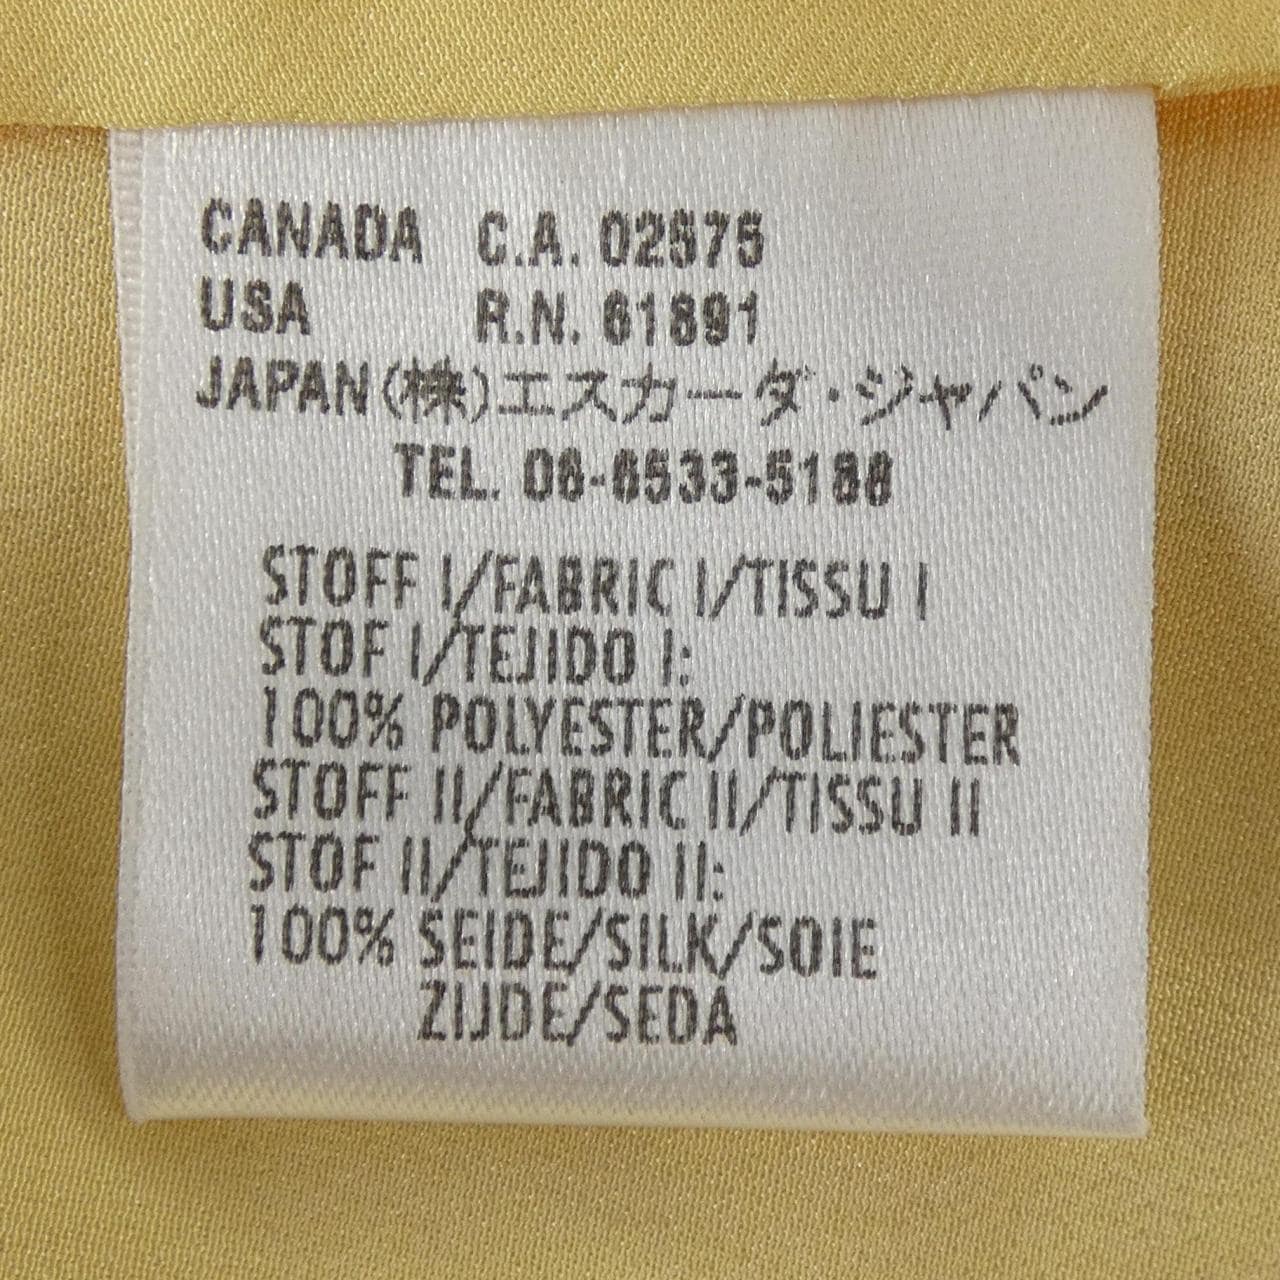 CANADA C.A. 02575
USA R.N. 61891
JAPAN(株)エスカーダ・ジャパン
TEL. 06-6533-5188
STOFF I/FABRIC I/TISSU I
STOF I/TEJIDO I:
100% POLYESTER/POLIESTER
STOFF II/FABRIC II/TISSU II
STOF II/TEJIDO II:
100% SEIDE/SILK/SOIE
ZIJDE/SEDA